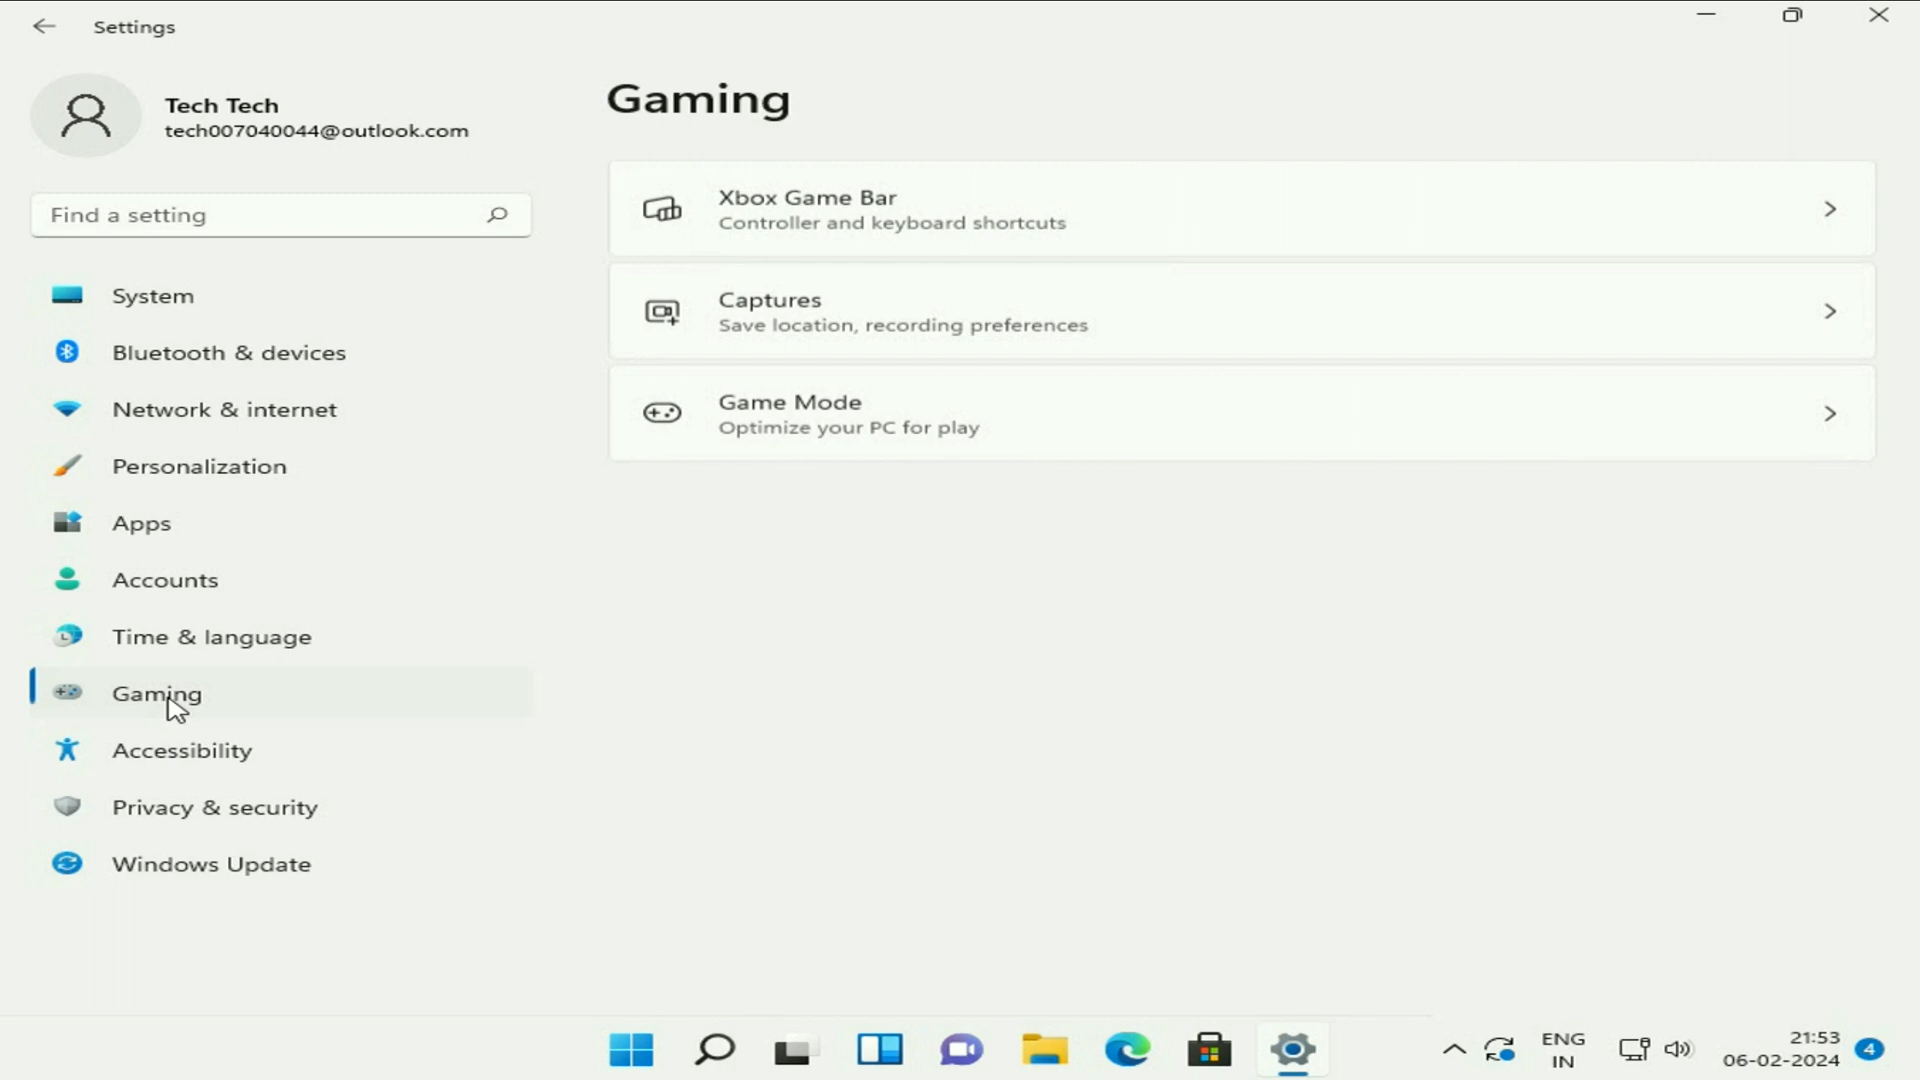 Settings
Tech Tech
tech007040044@outlook.com
Find a setting
System
Bluetooth & devices
Network & internet
Personalization
Apps
Accounts
Time & language
Gaming
Accessibility
Privacy & security
Windows Update
Gaming
Xbox Game Bar
Controller and keyboard shortcuts
Captures
Save location, recording preferences
Game Mode
Optimize your PC for play
ENG
IN
21:53
06-02-2024
4